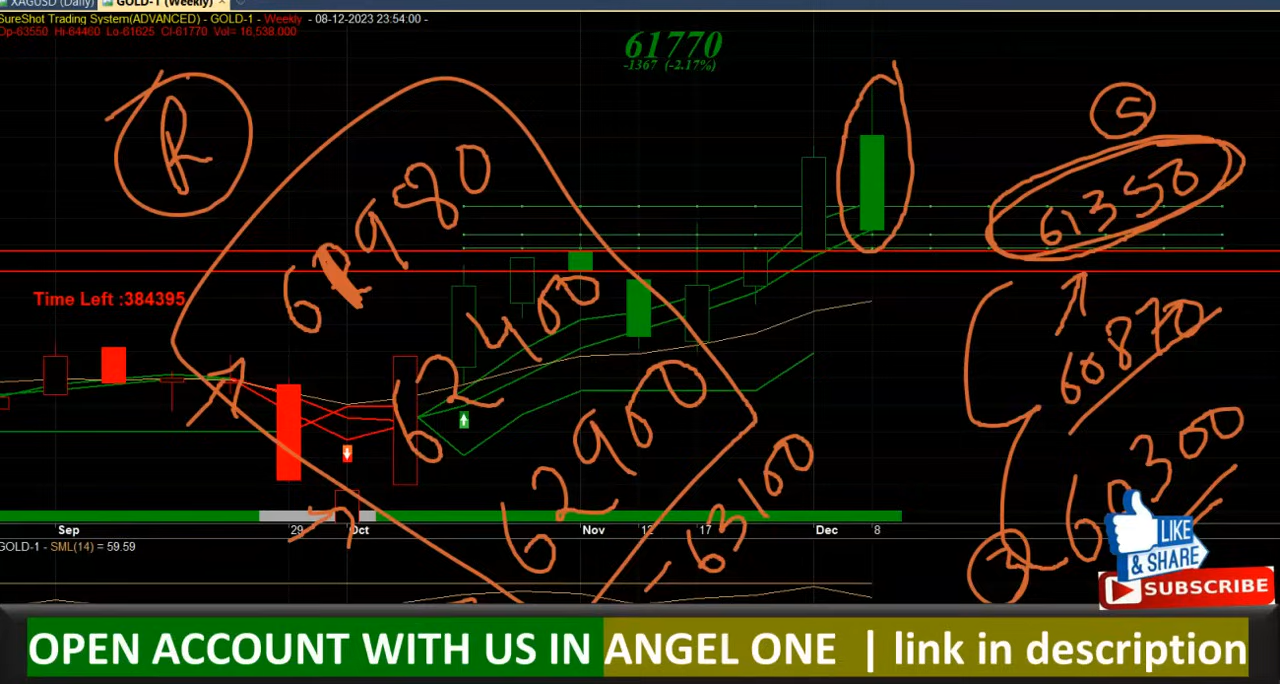 XAGUSD (Daily) GOLD-1 (Weekly)
SureShot Trading System(ADVANCED) - GOLD-1 - Weekly - 08-12-2023 23:54:00 -
Op-63550 Hi-64460 Lo-61625 Cl-61770 Vol= 16,538.000
61770
-1367 (-2.17%)
R
S
61350
61980
Time Left :384395
62400
60870
62900 - 63100
60300
Sep 29 Oct Nov 12 17 Dec 8
GOLD-1 - SML(14) = 59.59
LIKE
& SHARE
SUBSCRIBE
OPEN ACCOUNT WITH US IN ANGEL ONE | link in description